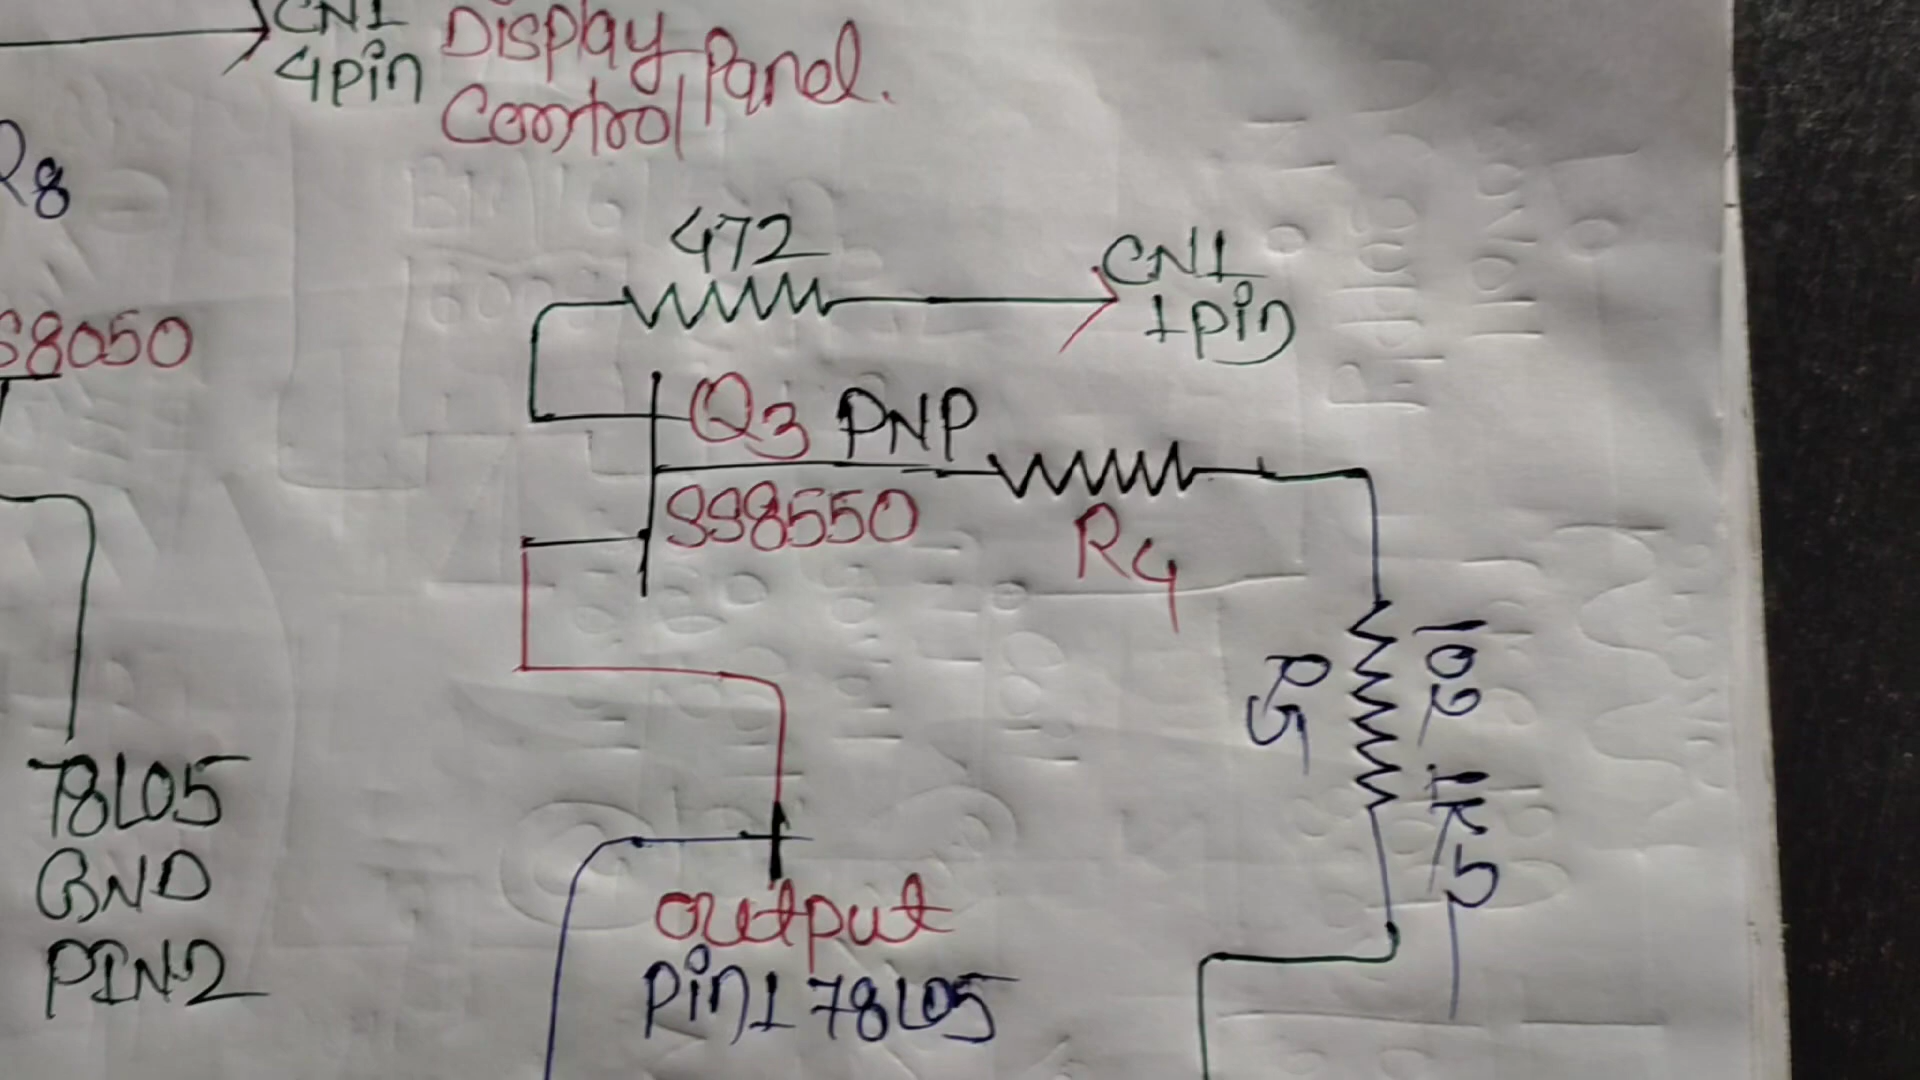 CN1
4pin
Display
Control Panel.
R8
472
CN1
1pin
S8050
Q3 PNP
SS8550
R4
R5
102 1K5
78L05
GND
PIN2
output
Pin1 78L05